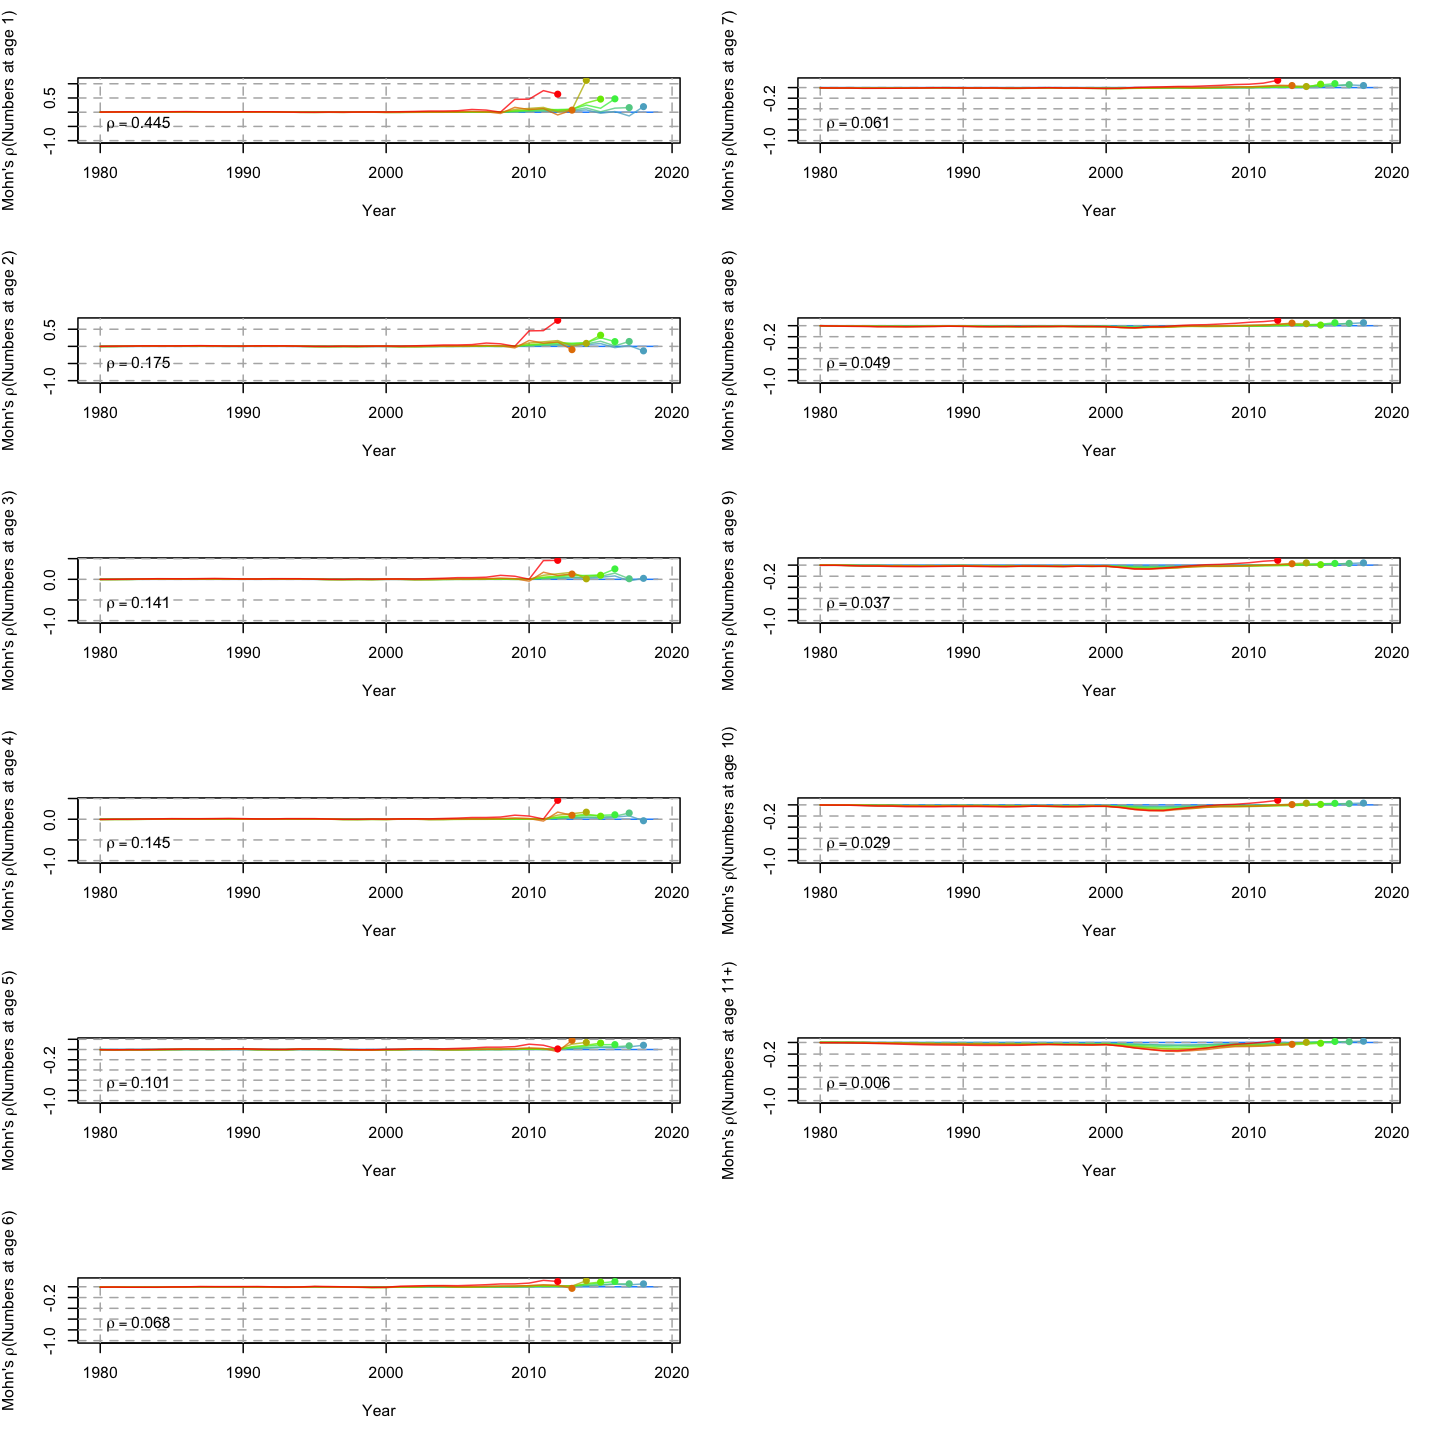 Mohn's ρ(Numbers at age 1)
0.5
-1.0
ρ = 0.445
1980 1990 2000 2010 2020
Year
Mohn's ρ(Numbers at age 2)
0.5
-1.0
ρ = 0.175
1980 1990 2000 2010 2020
Year
Mohn's ρ(Numbers at age 3)
0.0
-1.0
ρ = 0.141
1980 1990 2000 2010 2020
Year
Mohn's ρ(Numbers at age 4)
0.0
-1.0
ρ = 0.145
1980 1990 2000 2010 2020
Year
Mohn's ρ(Numbers at age 5)
-0.2
-1.0
ρ = 0.101
1980 1990 2000 2010 2020
Year
Mohn's ρ(Numbers at age 6)
-0.2
-1.0
ρ = 0.068
1980 1990 2000 2010 2020
Year
Mohn's ρ(Numbers at age 7)
-0.2
-1.0
ρ = 0.061
1980 1990 2000 2010 2020
Year
Mohn's ρ(Numbers at age 8)
-0.2
-1.0
ρ = 0.049
1980 1990 2000 2010 2020
Year
Mohn's ρ(Numbers at age 9)
-0.2
-1.0
ρ = 0.037
1980 1990 2000 2010 2020
Year
Mohn's ρ(Numbers at age 10)
-0.2
-1.0
ρ = 0.029
1980 1990 2000 2010 2020
Year
Mohn's ρ(Numbers at age 11+)
-0.2
-1.0
ρ = 0.006
1980 1990 2000 2010 2020
Year